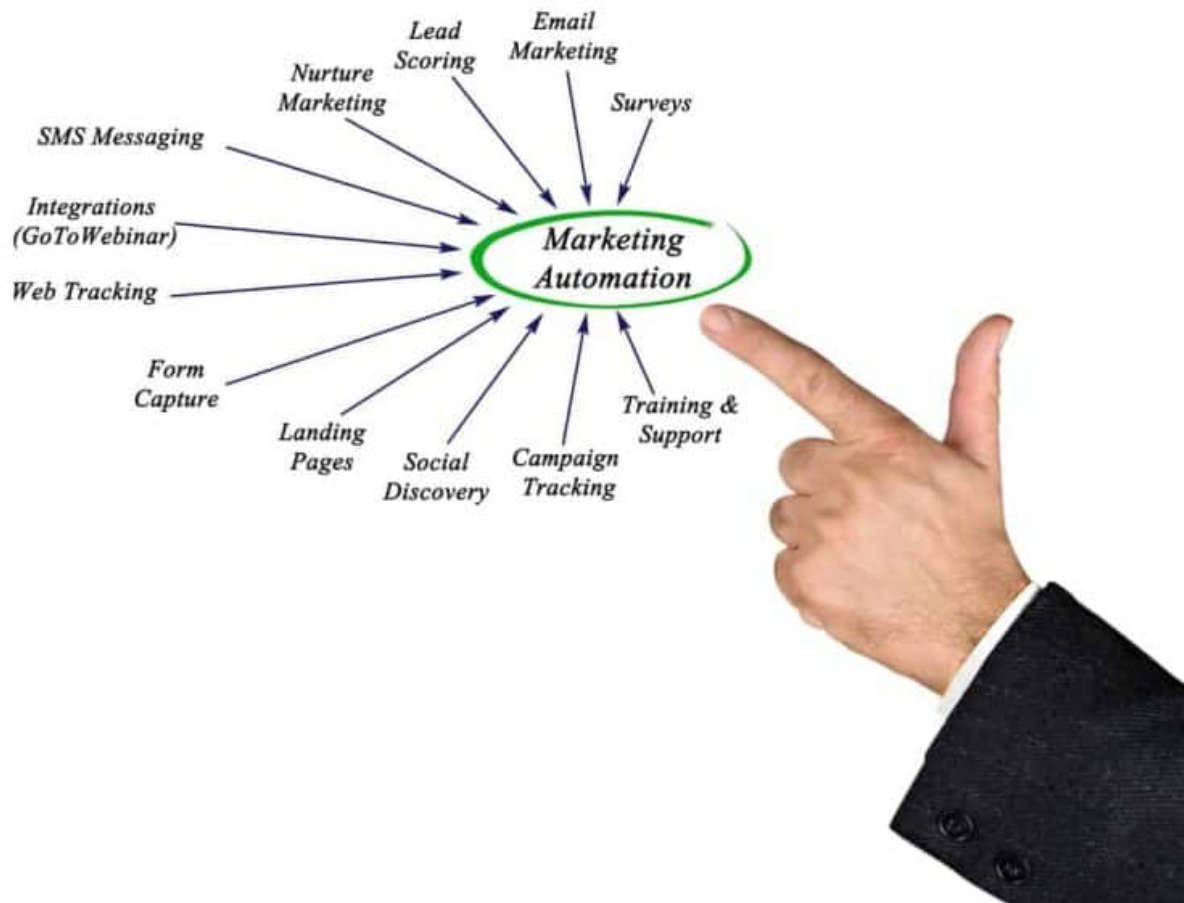 Lead
Scoring
Email
Marketing
Nurture
Marketing
Surveys
SMS Messaging
Integrations
(GoToWebinar)
Marketing
Automation
Web Tracking
Form
Capture
Landing
Pages
Social
Discovery
Campaign
Tracking
Training &
Support